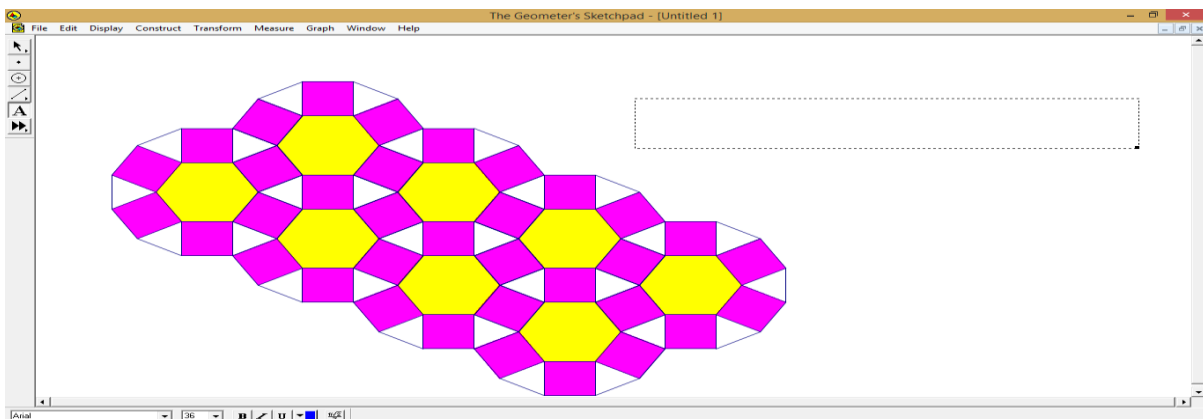 The Geometer's Sketchpad - [Untitled 1]
File Edit Display Construct Transform Measure Graph Window Help
A
Arial 36 B I U